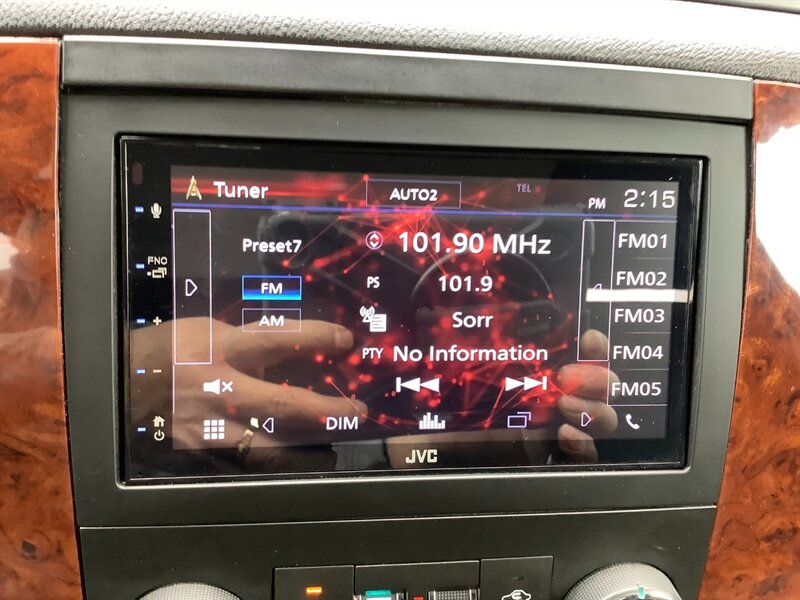 Tuner AUTO2 TEL PM 2:15
Preset7 101.90 MHz FM01
FNC
FM PS 101.9 FM02
AM Sorr FM03
PTY No Information FM04
FM05
DIM
JVC